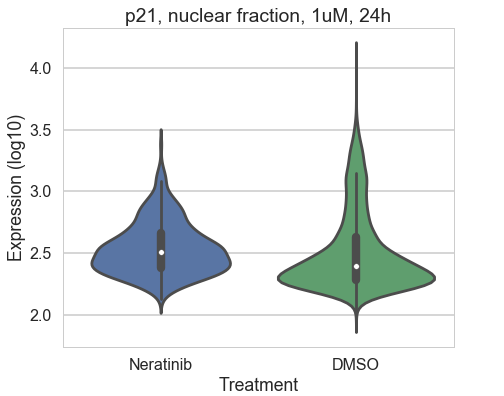 p21, nuclear fraction, 1uM, 24h
Expression (log10)
4.0
3.5
3.0
2.5
2.0
Neratinib DMSO
Treatment